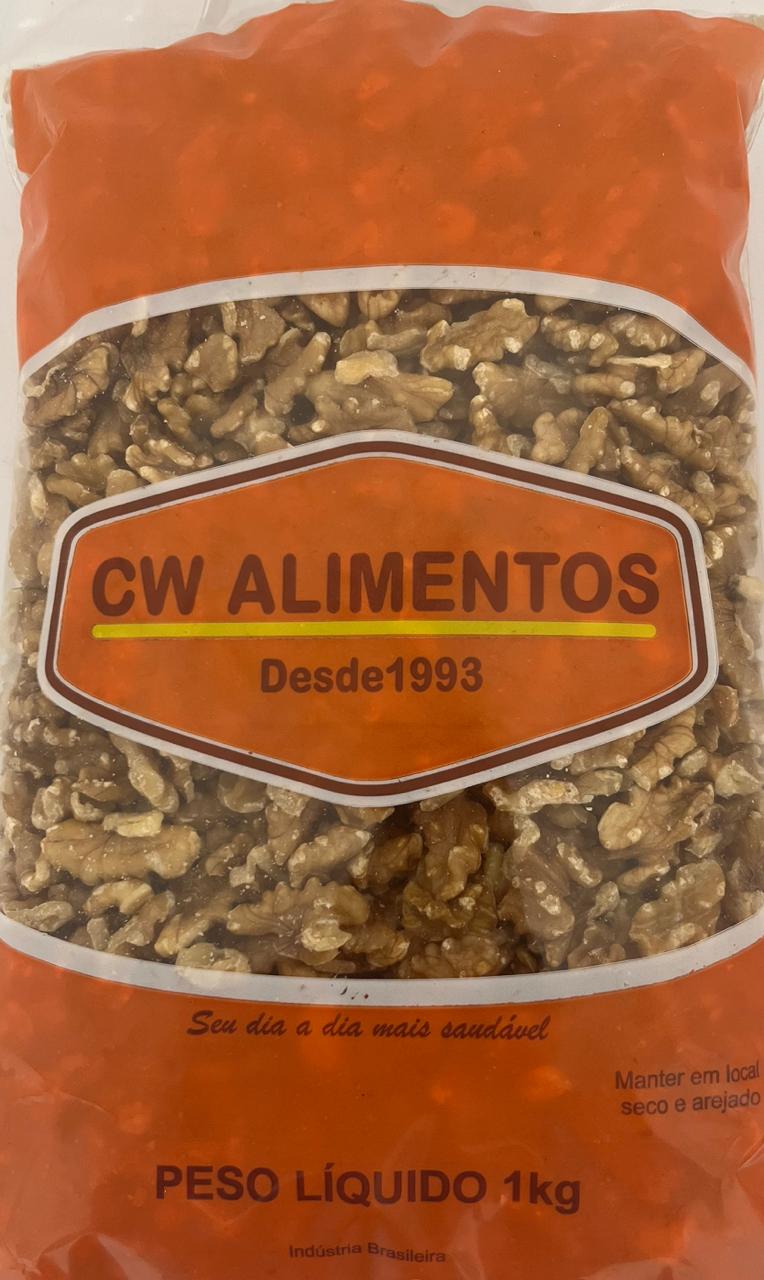 CW ALIMENTOS
Desde1993
Seu dia a dia mais saudável
Manter em local
seco e arejado
PESO LÍQUIDO 1kg
Indústria Brasileira